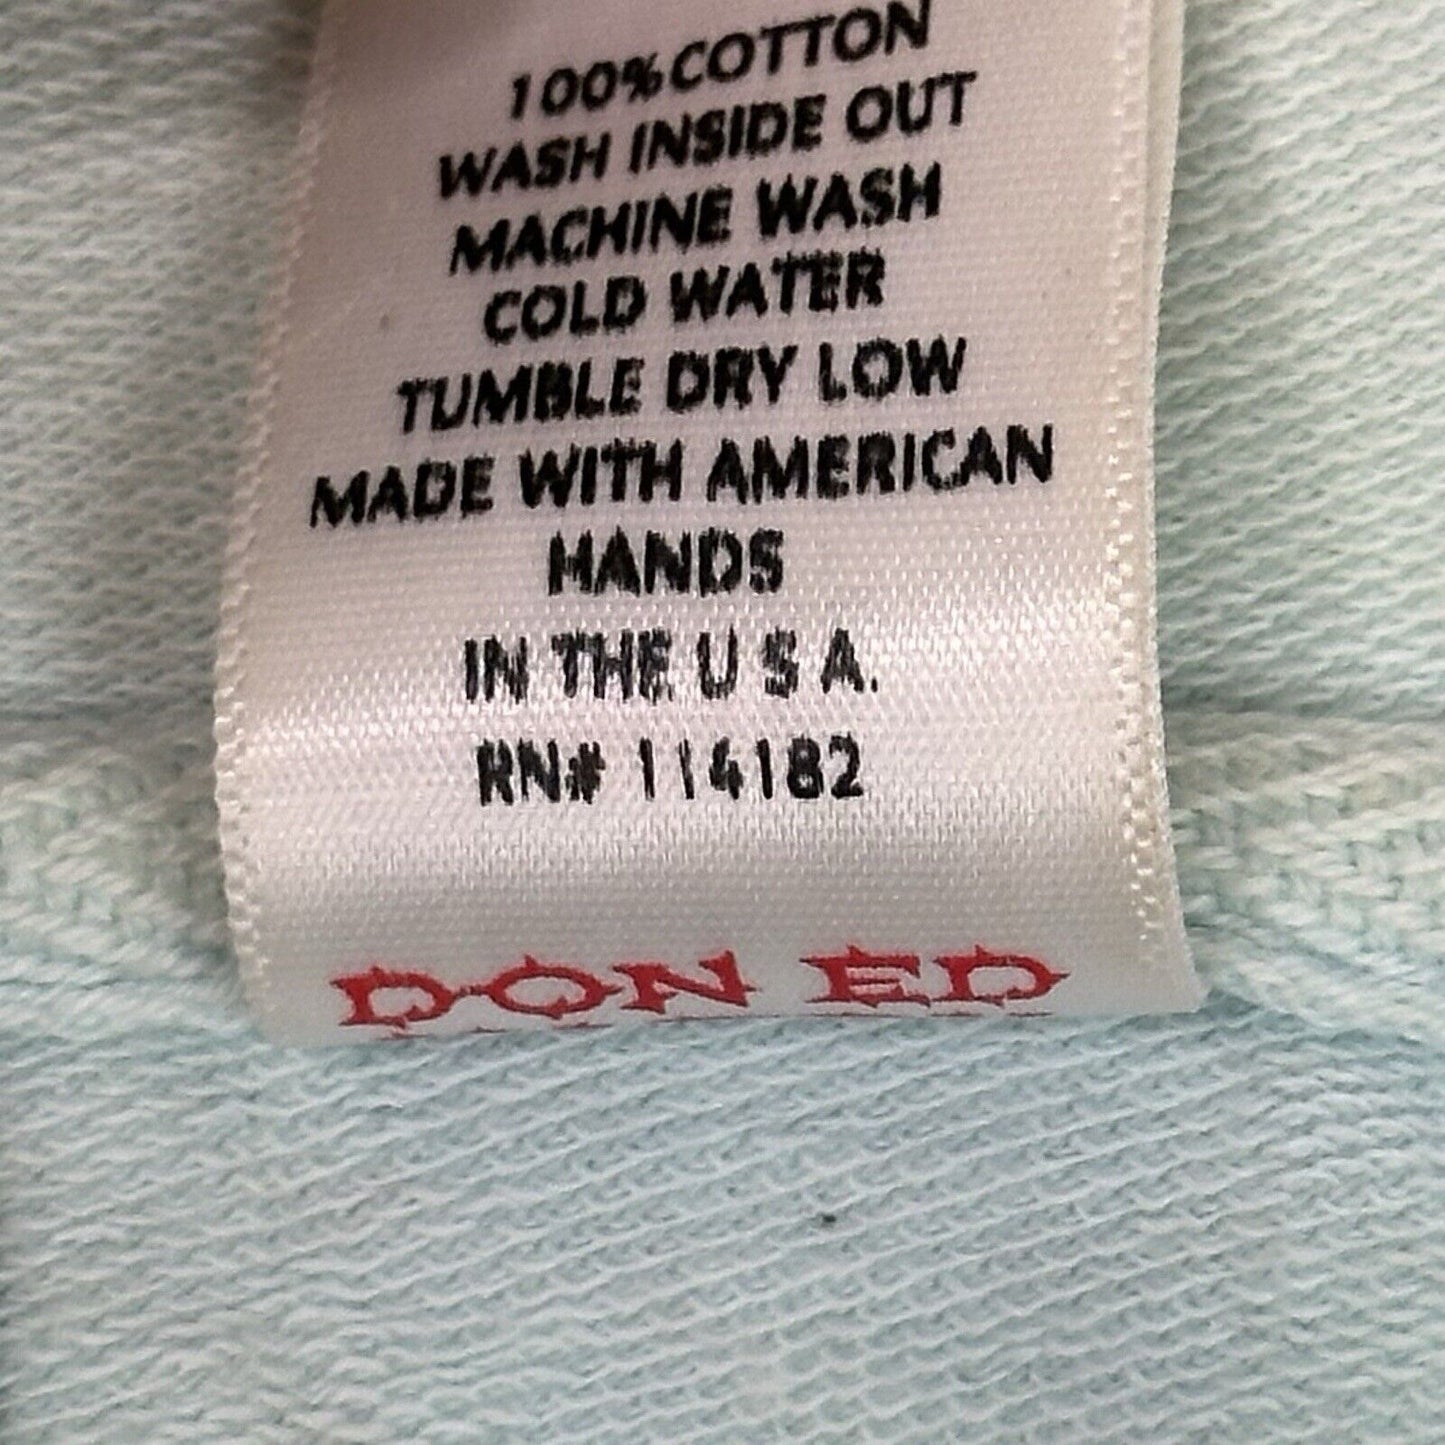 100% COTTON
WASH INSIDE OUT
MACHINE WASH
COLD WATER
TUMBLE DRY LOW
MADE WITH AMERICAN
HANDS
IN THE U S A.
RN# 114182
DON ED